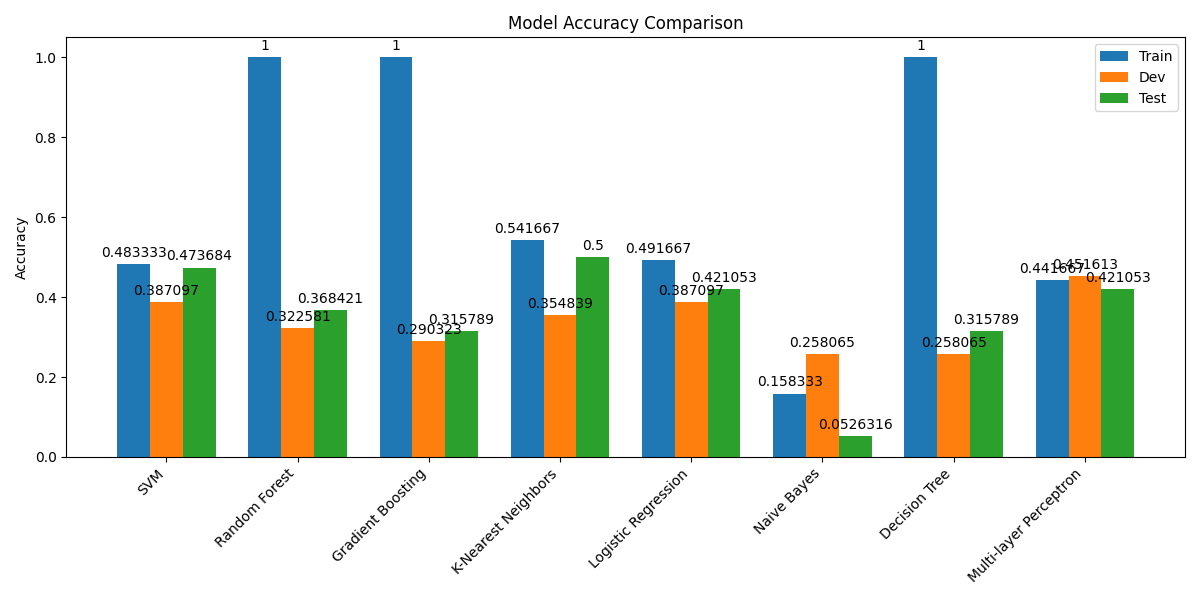 Model Accuracy Comparison
Accuracy
1.0
0.8
0.6
0.4
0.2
0.0
Train
Dev
Test
0.483333
0.387097
0.473684
1
0.322581
0.368421
1
0.290323
0.315789
0.541667
0.354839
0.5
0.491667
0.387097
0.421053
0.158333
0.258065
0.0526316
1
0.258065
0.315789
0.441667
0.451613
0.421053
SVM
Random Forest
Gradient Boosting
K-Nearest Neighbors
Logistic Regression
Naive Bayes
Decision Tree
Multi-layer Perceptron